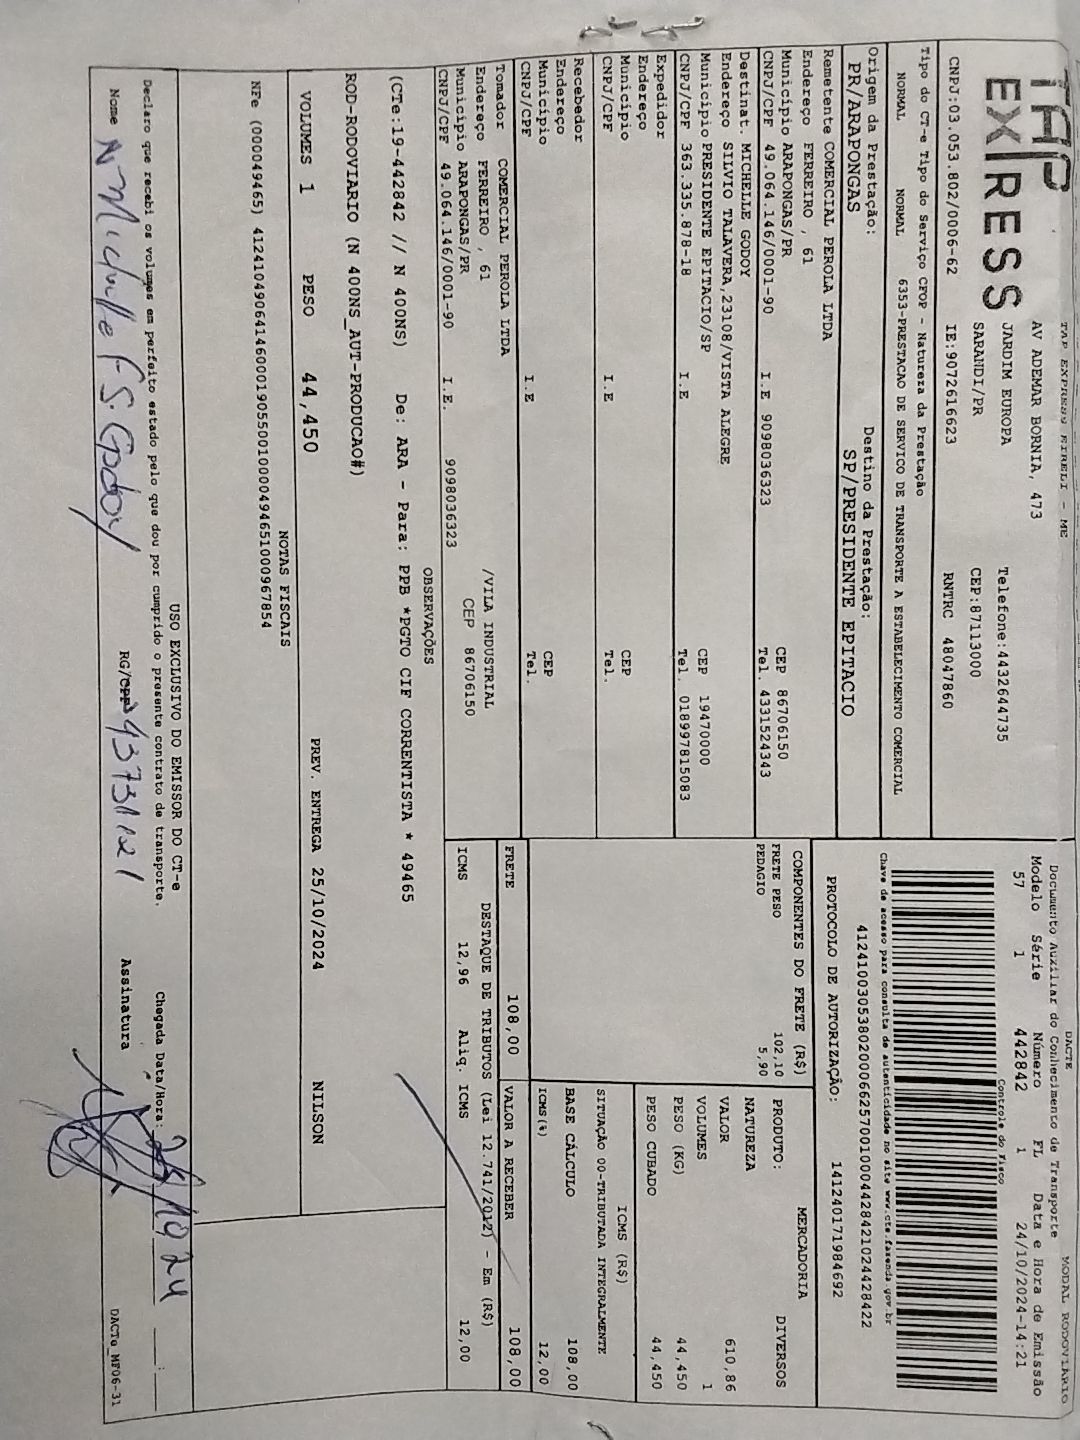 TAP EXPRESS
TAP EXPRESS EIRELI - ME
AV ADEMAR BORNIA, 473
JARDIM EUROPA
SARANDI/PR
Telefone:4432644735
CEP:87113000
CNPJ:03.053.802/0006-62 IE:9072616623 RNTRC 48047860
DACTE MODAL RODOVIARIO
Documento Auxiliar do Conhecimento de Transporte
Modelo Série Número FL Data e Hora de Emissão
57 1 442842 1 24/10/2024-14:21
Controle do Fisco
Chave de acesso para consulta de autenticidade no site www.cte.fazenda.gov.br
41241003053802000662570010004428421024428422
PROTOCOLO DE AUTORIZAÇÃO: 141240171984692
Tipo do CT-e Tipo do Serviço CFOP - Natureza da Prestação
NORMAL NORMAL 6353-PRESTACAO DE SERVICO DE TRANSPORTE A ESTABELECIMENTO COMERCIAL
Origem da Prestação: Destino da Prestação:
PR/ARAPONGAS SP/PRESIDENTE EPITACIO
Remetente COMERCIAL PEROLA LTDA
Endereço FERREIRO , 61
Município ARAPONGAS/PR CEP 86706150
CNPJ/CPF 49.064.146/0001-90 I.E 9098036323 Tel. 4331524343
Destinat. MICHELLE GODOY
Endereço SILVIO TALAVERA,23108/VISTA ALEGRE
Município PRESIDENTE EPITACIO/SP CEP 19470000
CNPJ/CPF 363.335.878-18 I.E Tel. 018997815083
Expedidor
Endereço
Município CEP
CNPJ/CPF I.E Tel.
Recebedor
Endereço
Município CEP
CNPJ/CPF I.E Tel.
Tomador COMERCIAL PEROLA LTDA
Endereço FERREIRO , 61 /VILA INDUSTRIAL
Município ARAPONGAS/PR CEP 86706150
CNPJ/CPF 49.064.146/0001-90 I.E. 9098036323
COMPONENTES DO FRETE (R$)
FRETE PESO 102,10
PEDAGIO 5,90
MERCADORIA
PRODUTO: DIVERSOS
NATUREZA
VALOR 610,86
VOLUMES 1
PESO (KG) 44,450
PESO CUBADO 44,450
ICMS (R$)
SITUAÇÃO 00-TRIBUTADA INTEGRALMENTE
BASE CÁLCULO 108,00
ICMS(%) 12,00
FRETE 108,00 VALOR A RECEBER 108,00
DESTAQUE DE TRIBUTOS (Lei 12.741/2012) - Em (R$)
ICMS 12,96 Aliq. ICMS 12,00
OBSERVAÇÕES
(CTe:19-442842 // N 400NS) De: ARA - Para: PPB *PGTO CIF CORRENTISTA * 49465
ROD-RODOVIARIO (N 400NS_AUT-PRODUCAO#)
VOLUMES 1 PESO 44,450 PREV. ENTREGA 25/10/2024 NILSON
NOTAS FISCAIS
NFe (000049465) 41241049064146000190550010000494651000967854
USO EXCLUSIVO DO EMISSOR DO CT-e
Declaro que recebi os volumes em perfeito estado pelo que dou por cumprido o presente contrato de transporte. Chegada Data/Hora: 25/10/24 __:__
Nome Michelle F S. Godoy RG/CPF Assinatura
DACTe_MF06-31